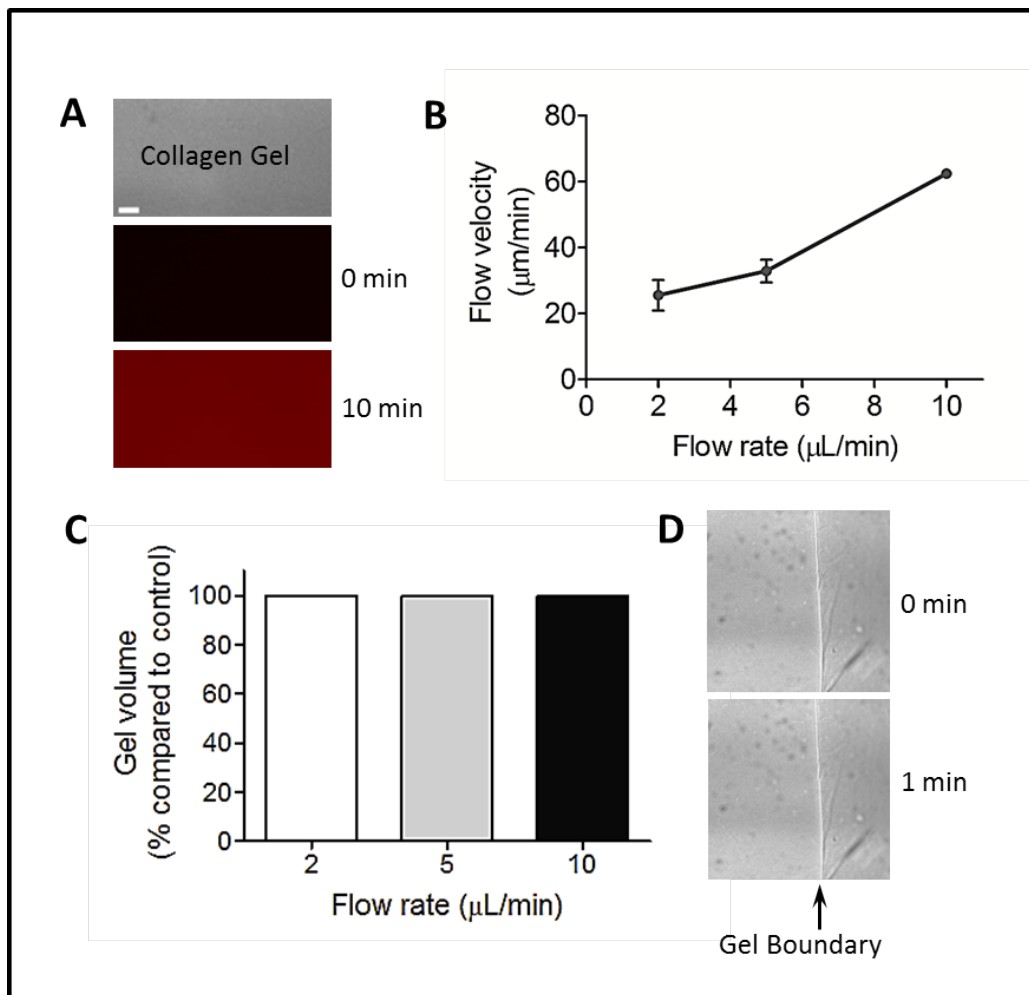 A
Collagen Gel
0 min
10 min
B
Flow velocity
(μm/min)
80
60
40
20
0
0 2 4 6 8 10
Flow rate (μL/min)
C
Gel volume
(% compared to control)
100
80
60
40
20
0
2 5 10
Flow rate (μL/min)
D
0 min
1 min
Gel Boundary